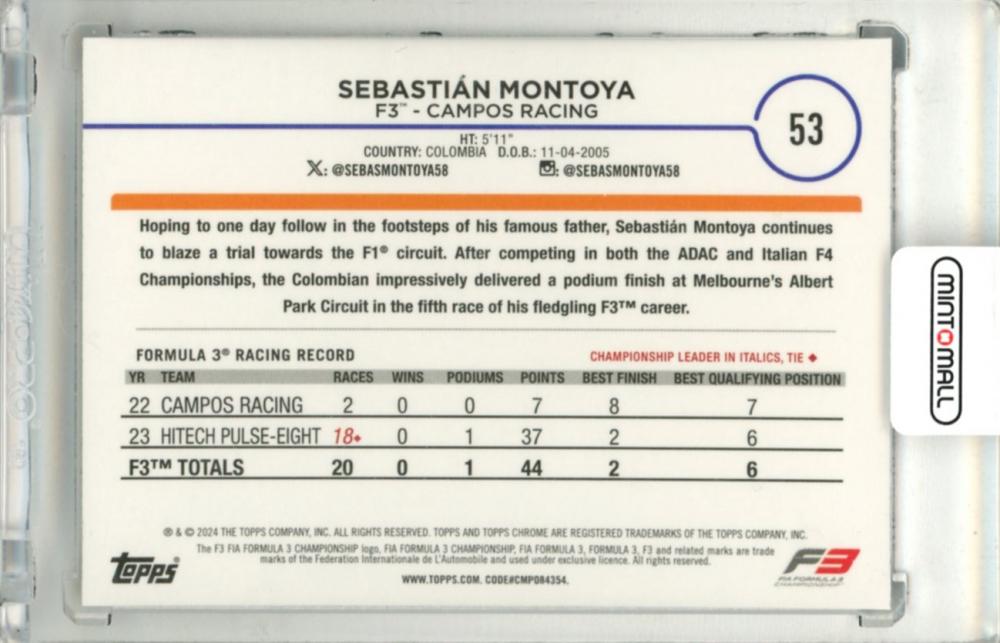 SEBASTIÁN MONTOYA
F3™ - CAMPOS RACING
53
HT: 5'11"
COUNTRY: COLOMBIA D.O.B.: 11-04-2005
X: @SEBASMONTOYA58 : @SEBASMONTOYA58
Hoping to one day follow in the footsteps of his famous father, Sebastián Montoya continues
to blaze a trial towards the F1® circuit. After competing in both the ADAC and Italian F4
Championships, the Colombian impressively delivered a podium finish at Melbourne's Albert
Park Circuit in the fifth race of his fledgling F3™ career.
FORMULA 3® RACING RECORD CHAMPIONSHIP LEADER IN ITALICS, TIE ◆
YR TEAM RACES WINS PODIUMS POINTS BEST FINISH BEST QUALIFYING POSITION
22 CAMPOS RACING 2 0 0 7 8 7
23 HITECH PULSE-EIGHT 18◆ 0 1 37 2 6
F3™ TOTALS 20 0 1 44 2 6
® & © 2024 THE TOPPS COMPANY, INC. ALL RIGHTS RESERVED. TOPPS AND TOPPS CHROME ARE REGISTERED TRADEMARKS OF THE TOPPS COMPANY, INC.
The F3 FIA FORMULA 3 CHAMPIONSHIP logo, FIA FORMULA 3 CHAMPIONSHIP, FIA FORMULA 3, FORMULA 3, F3 and related marks are trade
marks of the Federation Internationale de L'Automobile and used under exclusive licence. All rights reserved.
WWW.TOPPS.COM. CODE#CMP084354.
Topps®
F3
FIA FORMULA 3
CHAMPIONSHIP
MINTOMALL